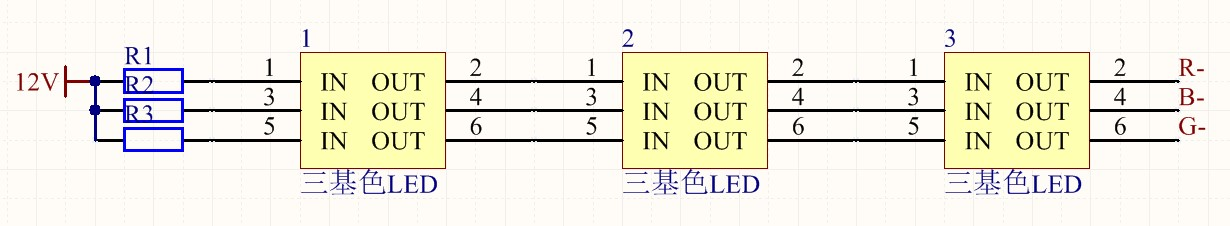 1 2 3
R1
12V 1 IN OUT 2 1 IN OUT 2 1 IN OUT 2 R-
R2
3 IN OUT 4 3 IN OUT 4 3 IN OUT 4 B-
R3
5 IN OUT 6 5 IN OUT 6 5 IN OUT 6 G-
三基色LED 三基色LED 三基色LED